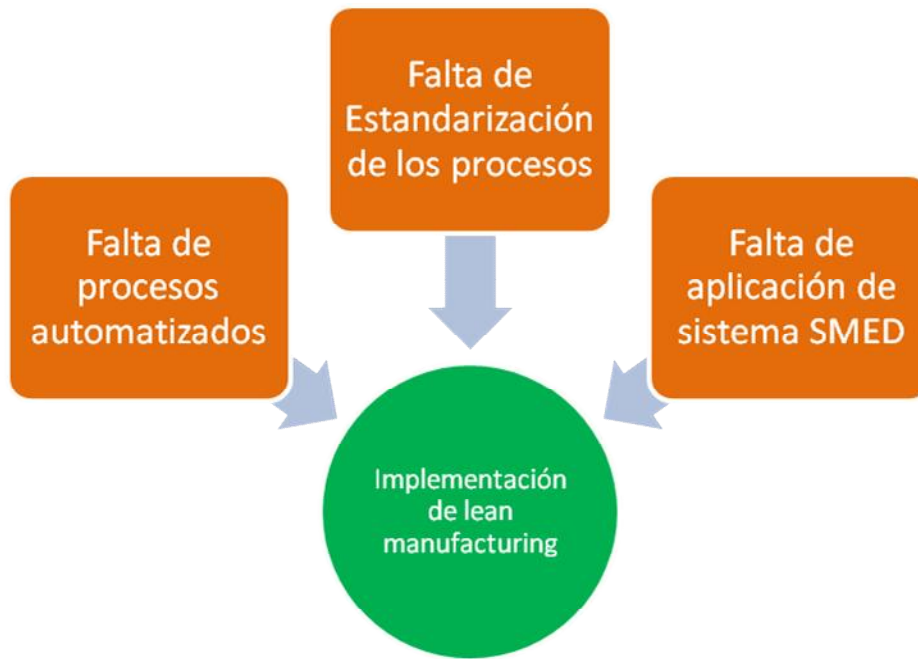 Falta de
Estandarización
de los procesos
Falta de
procesos
automatizados
Falta de
aplicación de
sistema SMED
Implementación
de lean
manufacturing